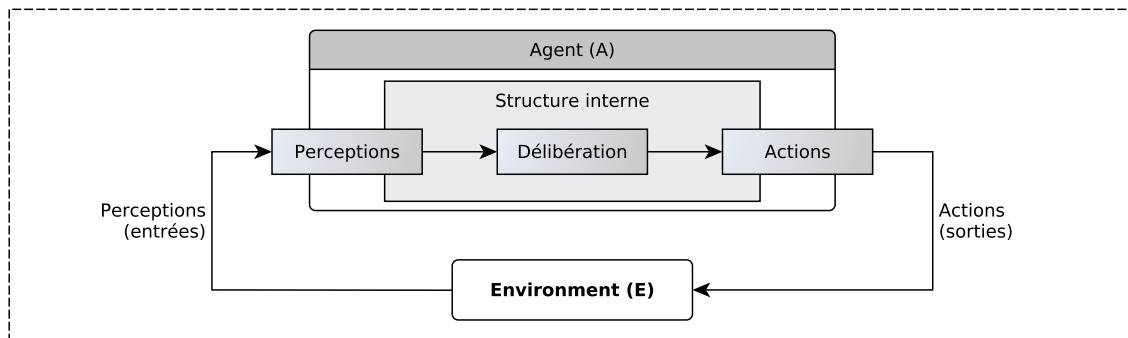 Agent (A)
Structure interne
Perceptions
Délibération
Actions
Perceptions
(entrées)
Actions
(sorties)
Environment (E)